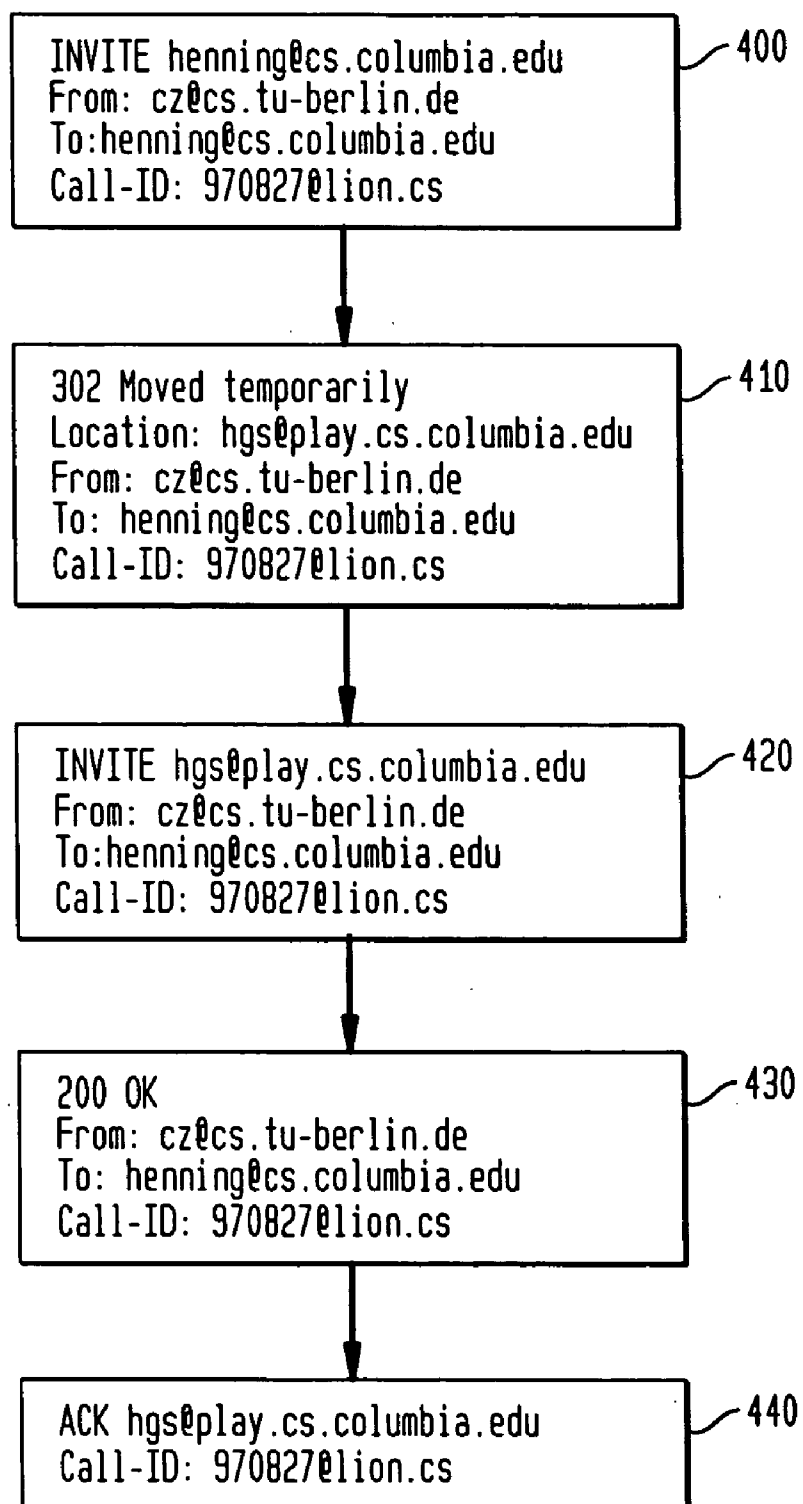 INVITE henning@cs.columbia.edu
From: cz@cs.tu-berlin.de
To:henning@cs.columbia.edu
Call-ID: 970827@lion.cs
400
302 Moved temporarily
Location: hgs@play.cs.columbia.edu
From: cz@cs.tu-berlin.de
To: henning@cs.columbia.edu
Call-ID: 970827@lion.cs
410
INVITE hgs@play.cs.columbia.edu
From: cz@cs.tu-berlin.de
To:henning@cs.columbia.edu
Call-ID: 970827@lion.cs
420
200 OK
From: cz@cs.tu-berlin.de
To: henning@cs.columbia.edu
Call-ID: 970827@lion.cs
430
ACK hgs@play.cs.columbia.edu
Call-ID: 970827@lion.cs
440